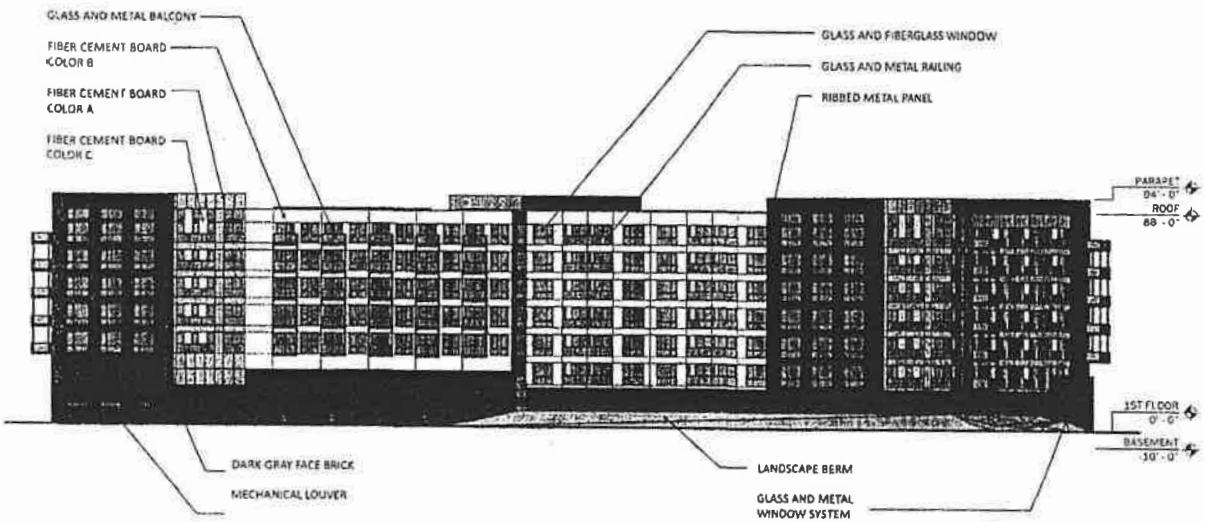 GLASS AND METAL BALCONY
FIBER CEMENT BOARD
COLOR B
FIBER CEMENT BOARD
COLOR A
FIBER CEMENT BOARD
COLOR C
GLASS AND FIBERGLASS WINDOW
GLASS AND METAL RAILING
RIBBED METAL PANEL
PARAPET
ROOF
88' - 0"
1ST FLOOR
0' - 0"
BASEMENT
-10' - 0"
DARK GRAY FACE BRICK
MECHANICAL LOUVER
LANDSCAPE BERM
GLASS AND METAL
WINDOW SYSTEM